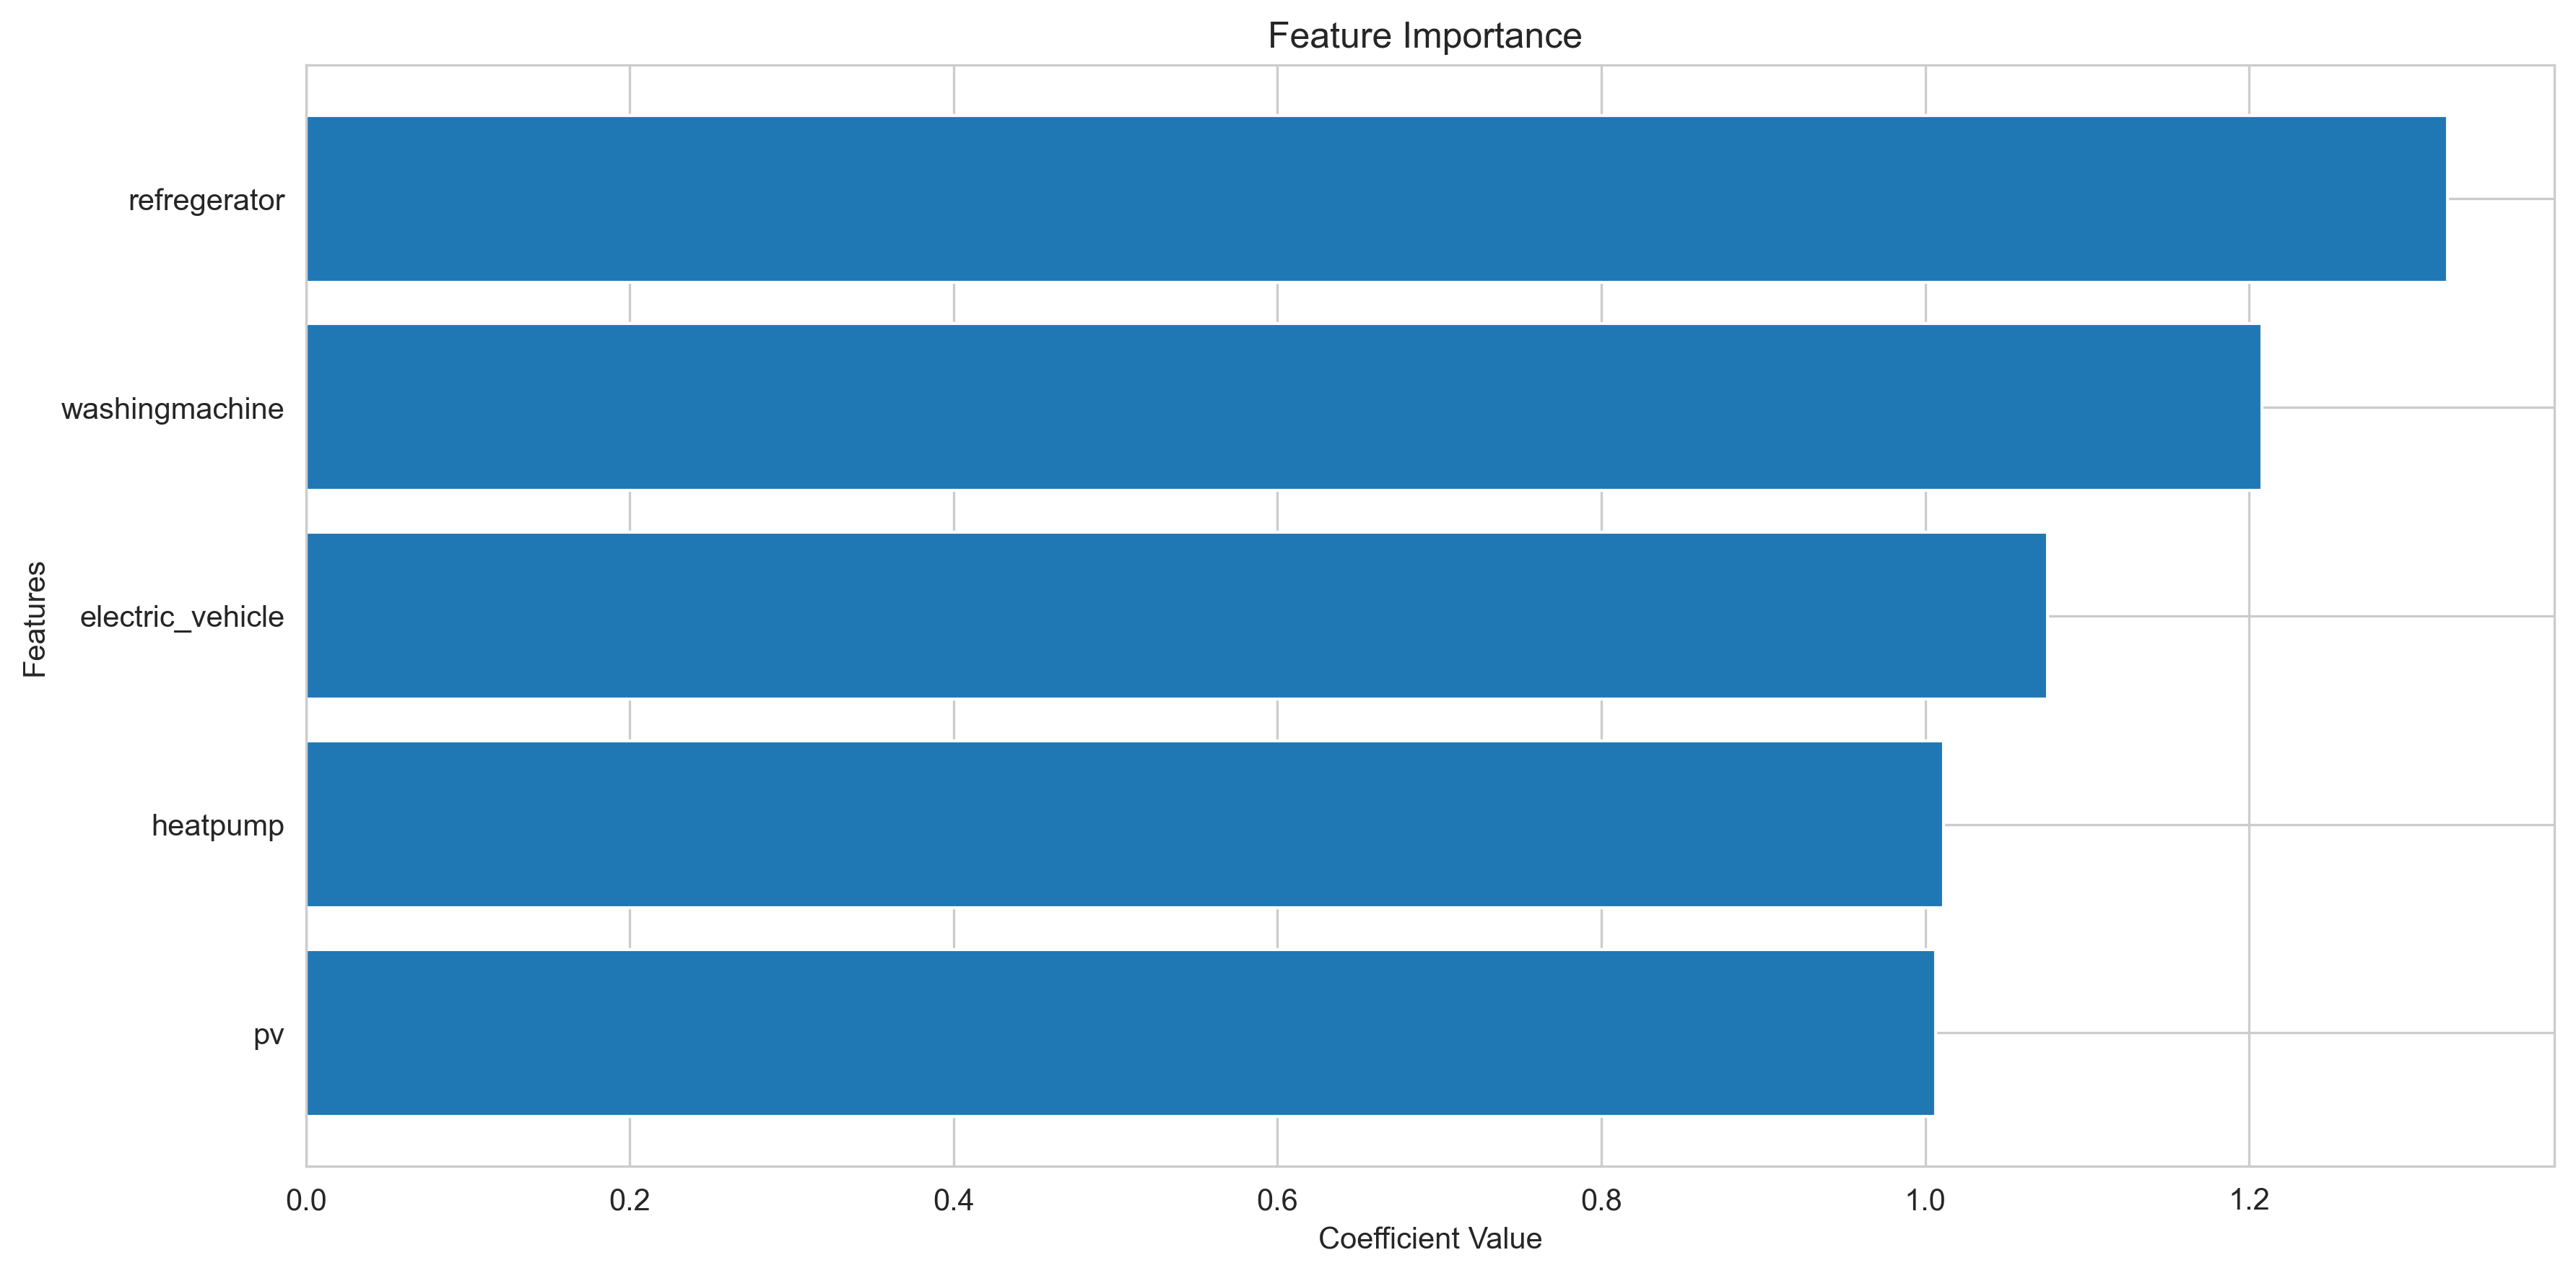 Feature Importance
Features
refregerator
washingmachine
electric_vehicle
heatpump
pv
0.0 0.2 0.4 0.6 0.8 1.0 1.2
Coefficient Value